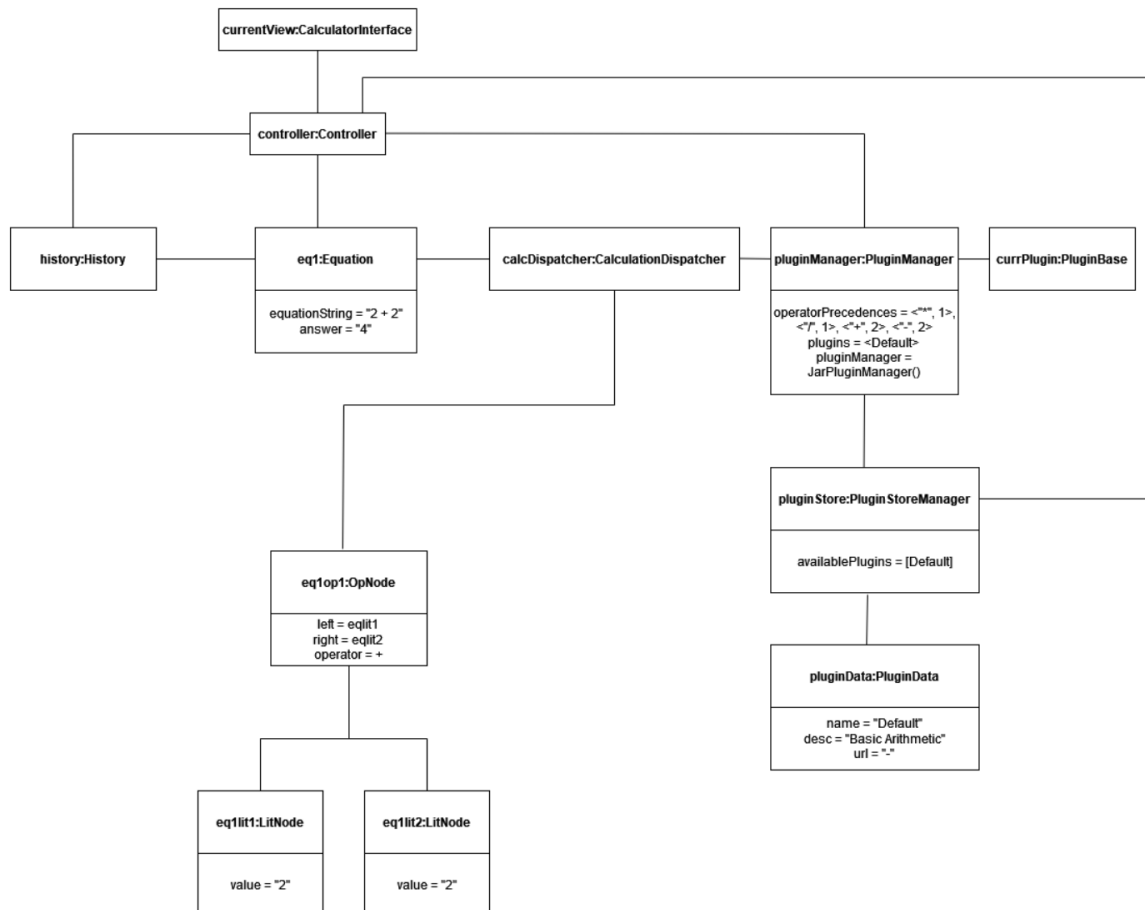 currentView:CalculatorInterface
controller:Controller
history:History
eq1:Equation
equationString = "2 + 2"
answer = "4"
calcDispatcher:CalculationDispatcher
pluginManager:PluginManager
operatorPrecedences = <"*", 1>,
<"/", 1>, <"+", 2>, <"-", 2>
plugins = <Default>
pluginManager =
JarPluginManager()
currPlugin:PluginBase
pluginStore:PluginStoreManager
availablePlugins = [Default]
eq1op1:OpNode
left = eqlit1
right = eqlit2
operator = +
pluginData:PluginData
name = "Default"
desc = "Basic Arithmetic"
url = "-"
eq1lit1:LitNode
value = "2"
eq1lit2:LitNode
value = "2"